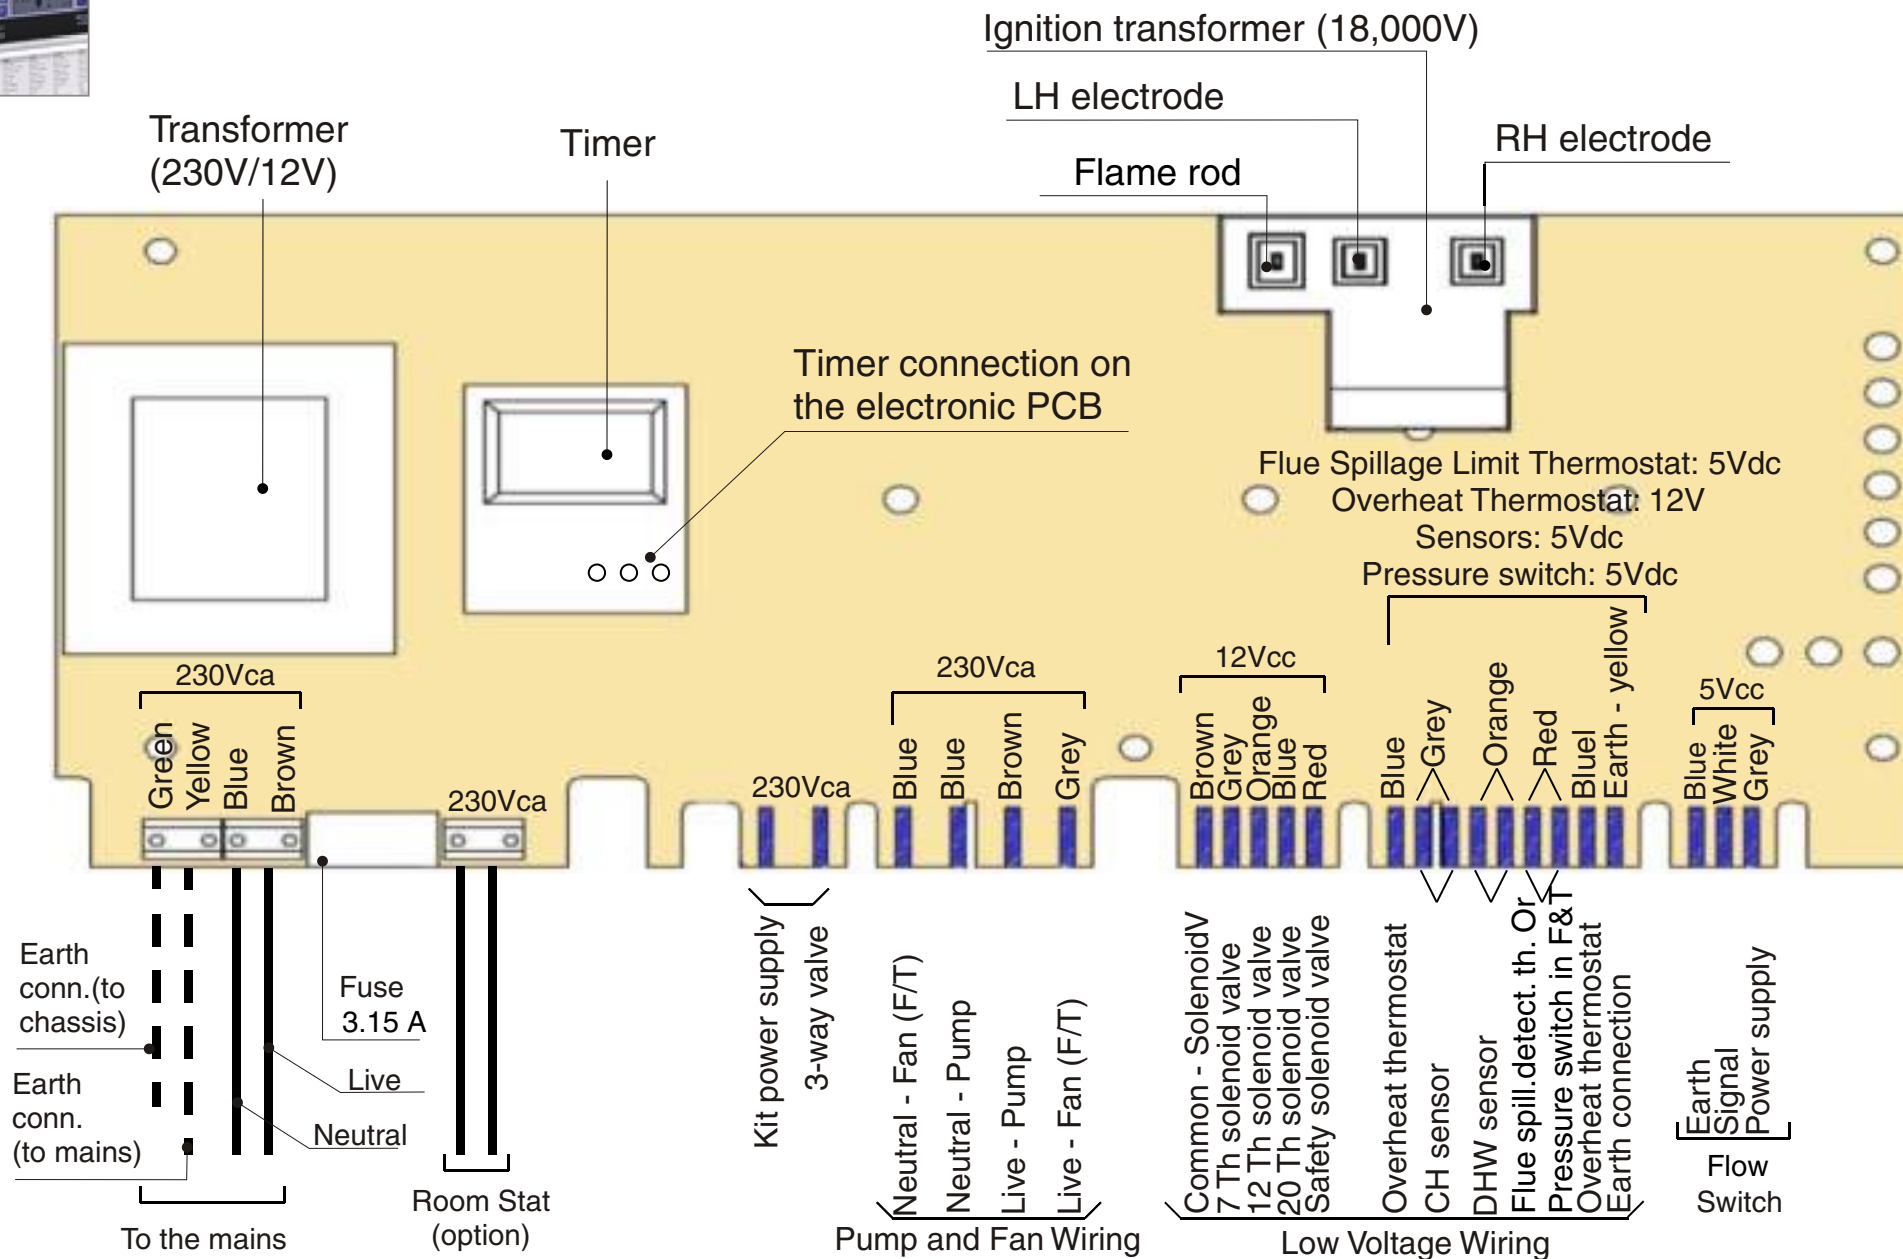 Ignition transformer (18,000V)
LH electrode
RH electrode
Flame rod
Transformer
(230V/12V)
Timer
Timer connection on
the electronic PCB
Flue Spillage Limit Thermostat: 5Vdc
Overheat Thermostat: 12V
Sensors: 5Vdc
Pressure switch: 5Vdc
230Vca
Green
Yellow
Blue
Brown
230Vca
230Vca
230Vca
Blue
Blue
Brown
Grey
12Vcc
Brown
Grey
Orange
Blue
Red
Blue
Grey
Orange
Red
Bluel
Earth - yellow
5Vcc
Blue
White
Grey
Earth
conn.(to
chassis)
Earth
conn.
(to mains)
Fuse
3.15 A
Live
Neutral
To the mains
Room Stat
(option)
Kit power supply
3-way valve
Neutral - Fan (F/T)
Neutral - Pump
Live - Pump
Live - Fan (F/T)
Pump and Fan Wiring
Common - SolenoidV
7 Th solenoid valve
12 Th solenoid valve
20 Th solenoid valve
Safety solenoid valve
Overheat thermostat
CH sensor
DHW sensor
Flue spill.detect. th. Or
Pressure switch in F&T
Overheat thermostat
Earth connection
Low Voltage Wiring
Earth
Signal
Power supply
Flow
Switch